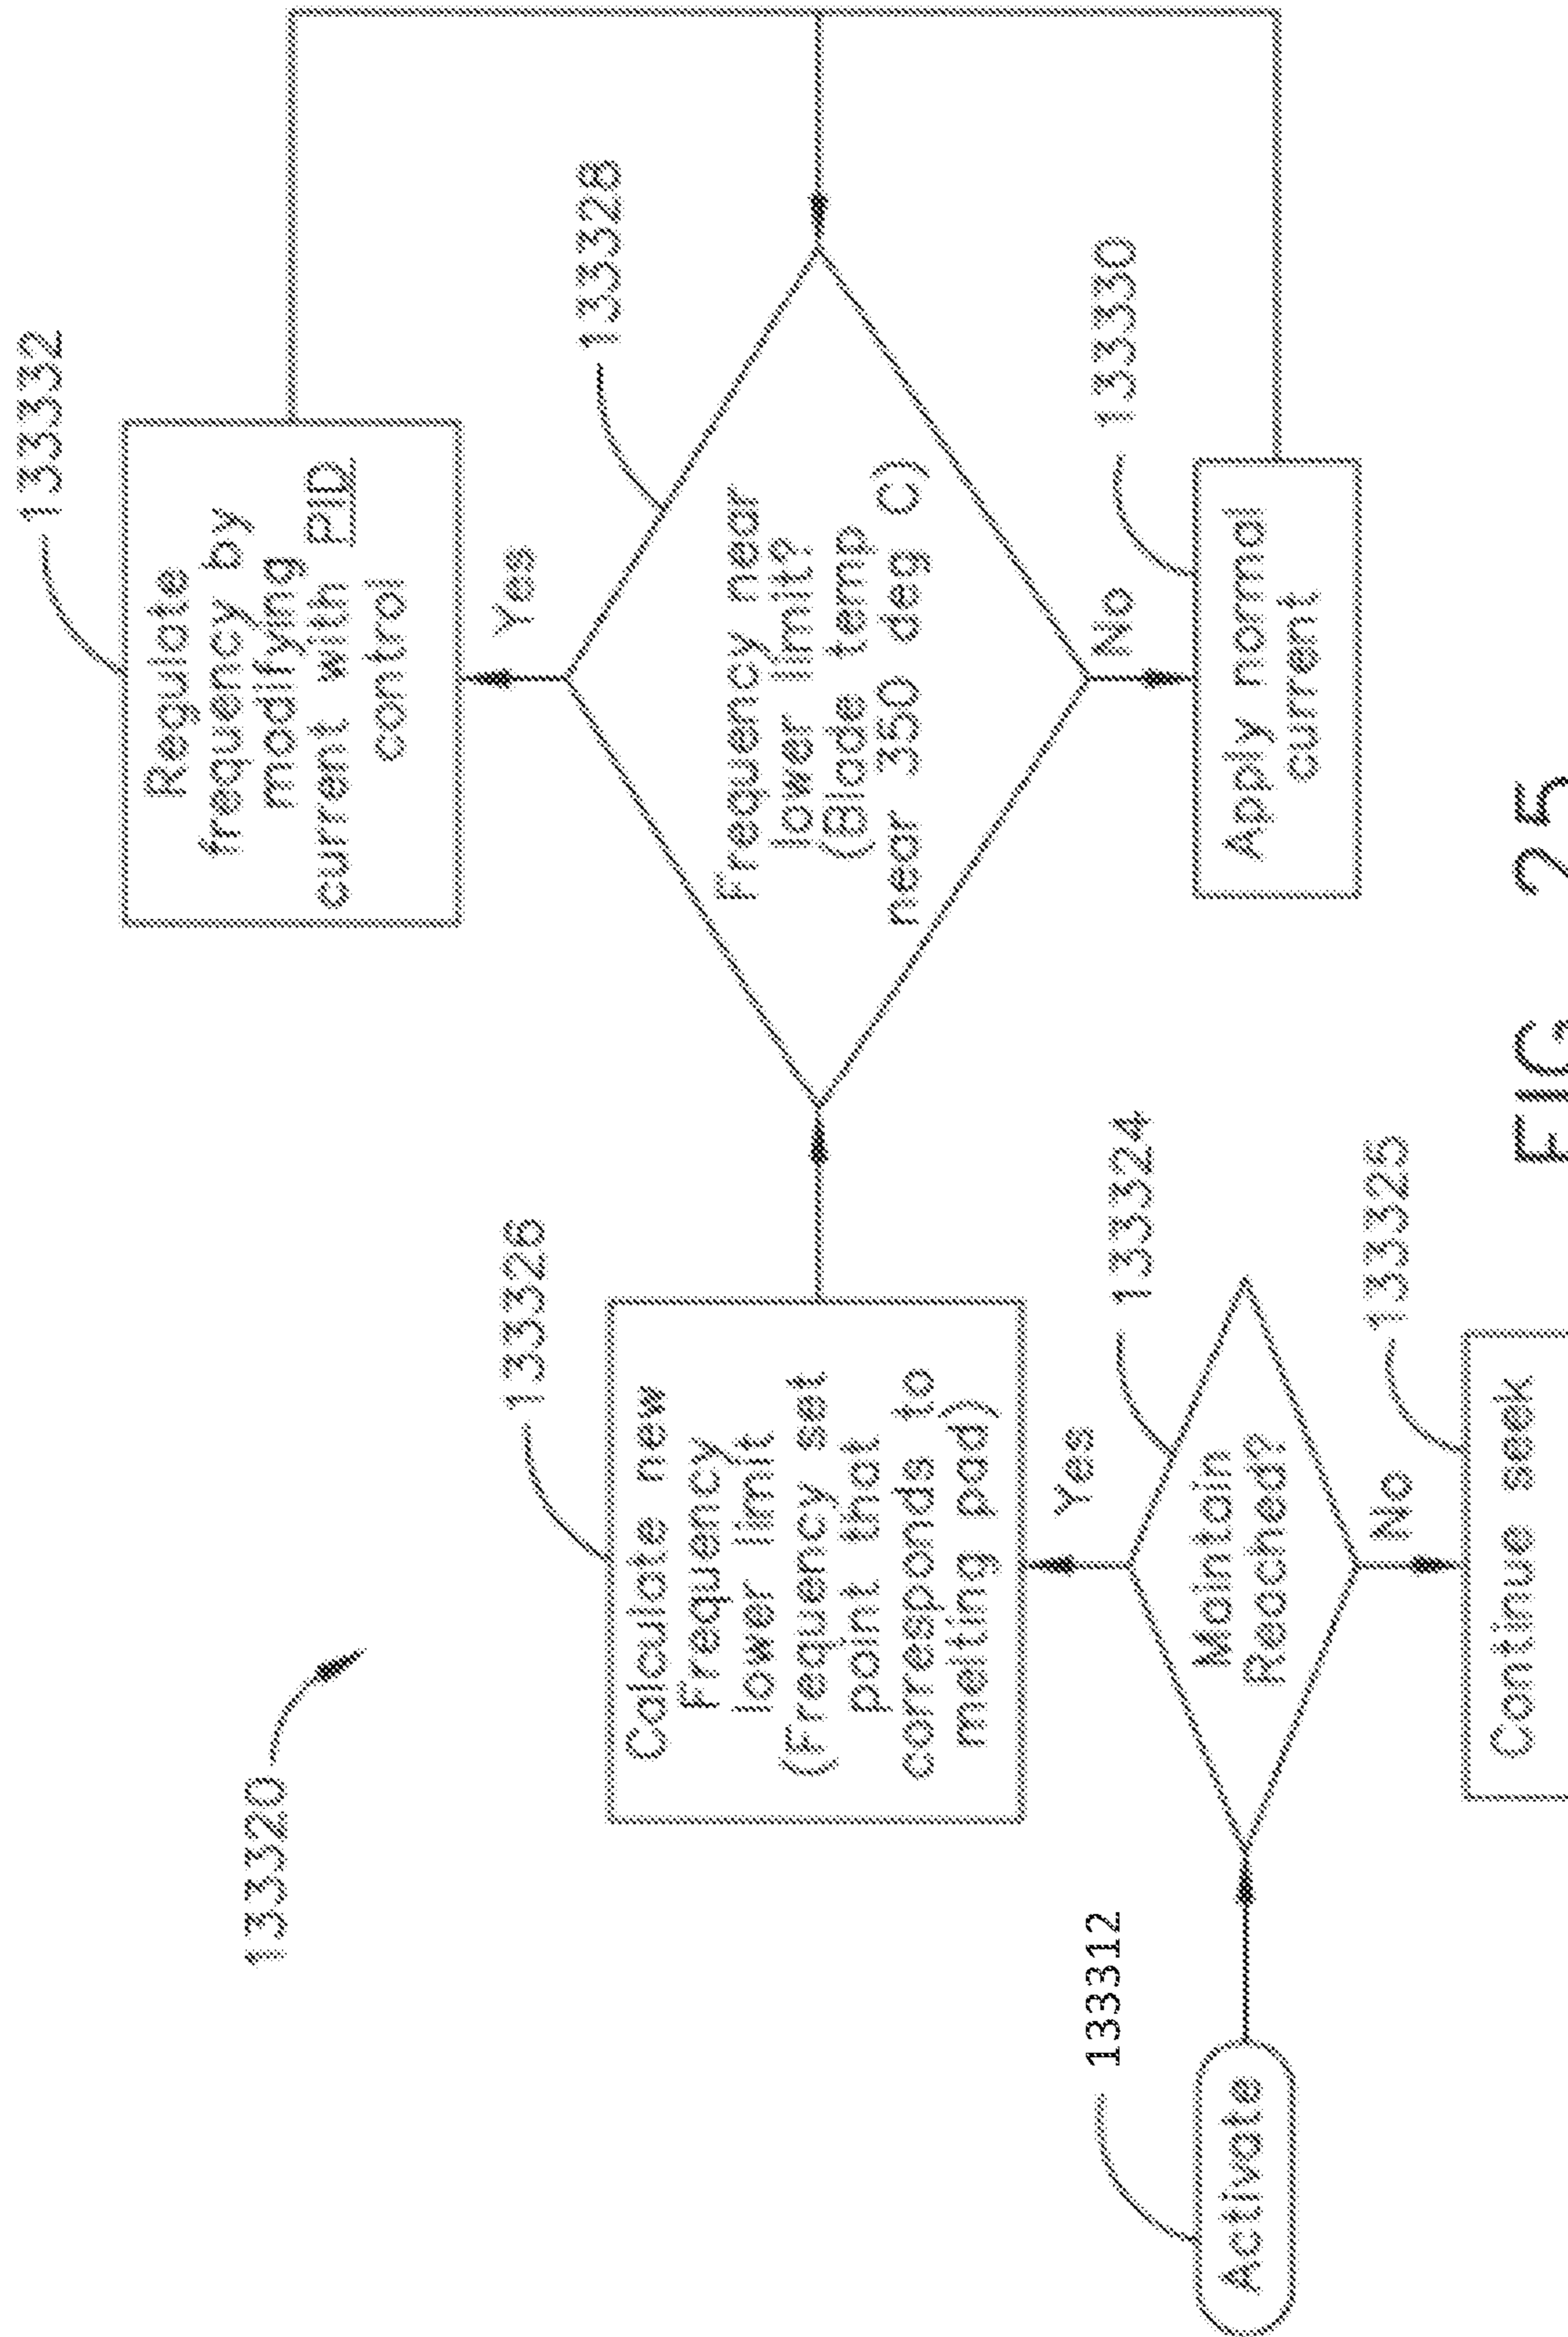 133320
133312
Activate
133324
Maintain
Reached?
No
133325
Continue seek
Yes
133326
Calculate new
Frequency
lower limit
(Frequency set
point that
corresponds to
melting pad)
133328
Frequency near
lower limit?
(Blade temp
near 350 deg C)
Yes
133332
Regulate
frequency by
modifying
current with PID
control
No
133330
Apply normal
current
FIG. 25